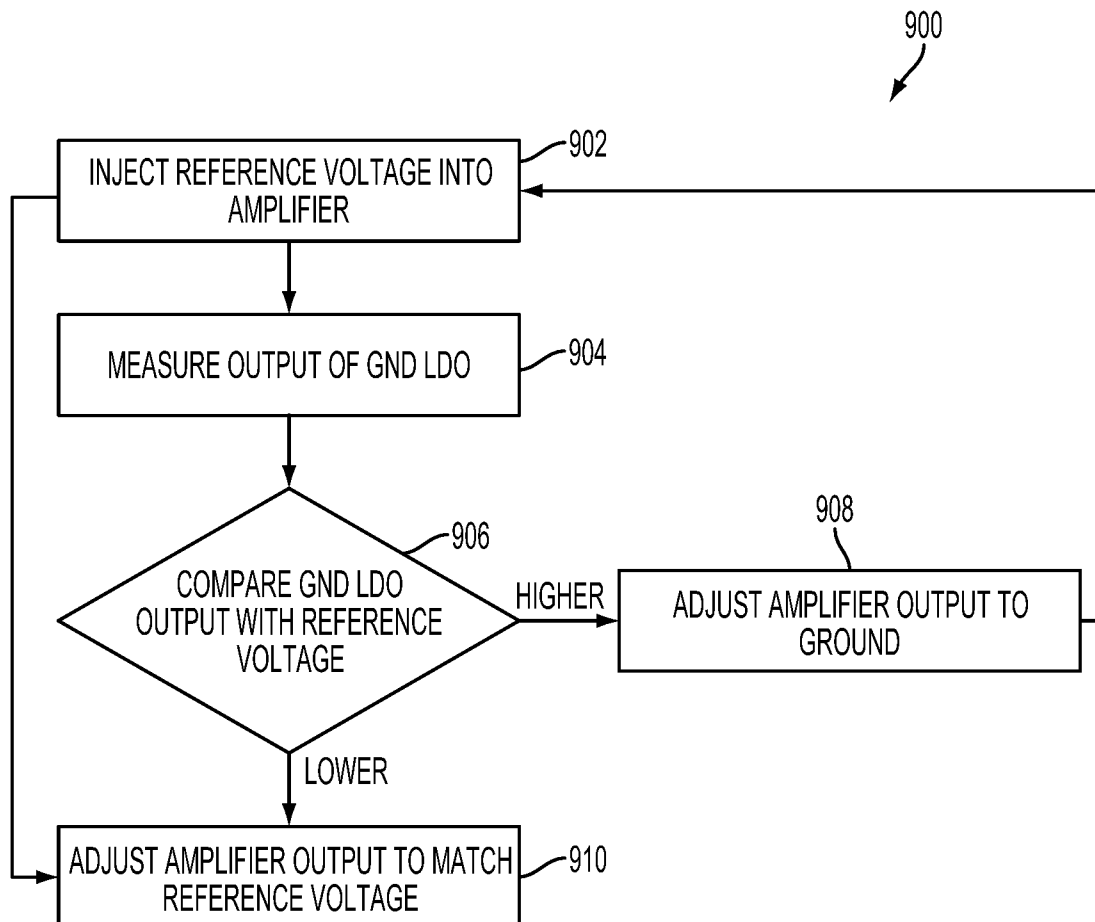 900
902
INJECT REFERENCE VOLTAGE INTO
AMPLIFIER
MEASURE OUTPUT OF GND LDO
904
906
COMPARE GND LDO
OUTPUT WITH REFERENCE
VOLTAGE
HIGHER
908
ADJUST AMPLIFIER OUTPUT TO
GROUND
LOWER
ADJUST AMPLIFIER OUTPUT TO MATCH
REFERENCE VOLTAGE
910